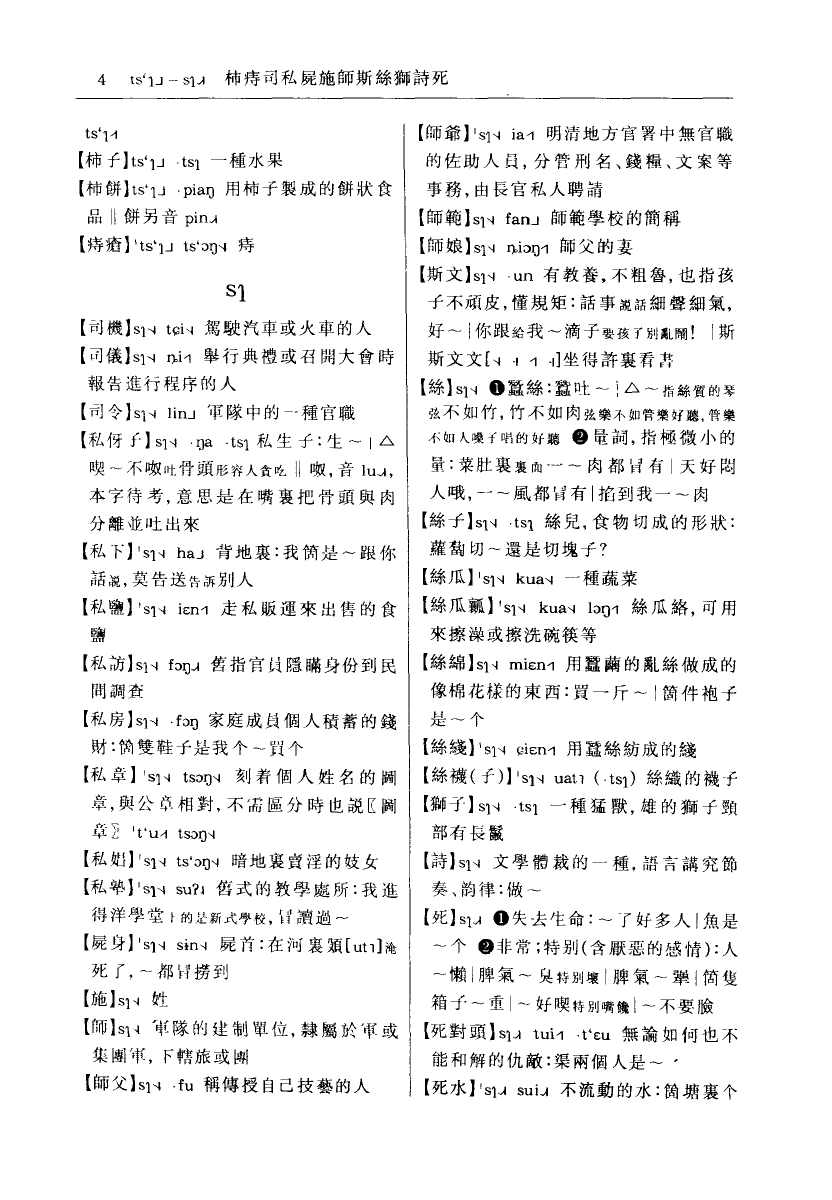 4 tsʻɿ˩ – sɿ˨˦ 柿痔司私屍施師斯絲獅詩死
tsʻɿ
【柿子】tsʻɿ˩ ·tsɿ 一種水果
【柿餅】tsʻɿ˩ ·piaŋ 用柿子製成的餅狀食
品‖餅另音 pin
【痔瘡】ˈtsʻɿ˩ tsʻɔŋ 痔
sɿ
【司機】sɿ tɕi 駕駛汽車或火車的人
【司儀】sɿ ȵi 舉行典禮或召開大會時
報告進行程序的人
【司令】sɿ lin˩ 軍隊中的一種官職
【私伢子】sɿ ·ŋa ·tsɿ 私生子：生～｜△
喫～不呶吐骨頭形容人貪吃‖呶，音 lu，
本字待考，意思是在嘴裏把骨頭與肉
分離並吐出來
【私下】ˈsɿ ha˩ 背地裏：我箇是～跟你
話説，莫告送告訴別人
【私鹽】ˈsɿ iɛn 走私販運來出售的食
鹽
【私訪】sɿ fɔŋ 舊指官員隱瞞身份到民
間調查
【私房】sɿ ·fɔŋ 家庭成員個人積蓄的錢
財：箇雙鞋子是我个～買个
【私章】ˈsɿ tsɔŋ 刻着個人姓名的圖
章，與公章相對，不需區分時也説〖圖
章〗 ˈtʻu tsɔŋ
【私娼】ˈsɿ tsʻɔŋ 暗地裏賣淫的妓女
【私塾】ˈsɿ suʔ 舊式的教學處所：我進
得洋學堂上的是新式學校，冒讀過～
【屍身】ˈsɿ sin 屍首：在河裏潁[ut]淹
死了，～都冒撈到
【施】sɿ 姓
【師】sɿ 軍隊的建制單位，隸屬於軍或
集團軍，下轄旅或團
【師父】sɿ ·fu 稱傳授自己技藝的人
【師爺】ˈsɿ ia 明清地方官署中無官職
的佐助人員，分管刑名、錢糧、文案等
事務，由長官私人聘請
【師範】sɿ fan˩ 師範學校的簡稱
【師娘】sɿ ȵiɔŋ 師父的妻
【斯文】sɿ ·un 有教養，不粗魯，也指孩
子不頑皮，懂規矩：話事説話細聲細氣，
好～｜你跟給我～滴子要孩子別亂鬧！｜斯
斯文文坐得許裏看書
【絲】sɿ ❶蠶絲：蠶吐～｜△～指絲質的琴
弦不如竹，竹不如肉弦樂不如管樂好聽，管樂
不如人嗓子唱的好聽 ❷量詞，指極微小的
量：菜肚裏裏面一～肉都冒有｜天好悶
人哦，一～風都冒有｜掐到我一～肉
【絲子】sɿ ·tsɿ 絲兒，食物切成的形狀：
蘿蔔切～還是切塊子？
【絲瓜】ˈsɿ kua 一種蔬菜
【絲瓜瓤】ˈsɿ kua lɔŋ 絲瓜絡，可用
來擦澡或擦洗碗筷等
【絲綿】sɿ miɛn 用蠶繭的亂絲做成的
像棉花樣的東西：買一斤～｜箇件袍子
是～个
【絲綫】ˈsɿ ɕiɛn 用蠶絲紡成的綫
【絲襪(子)】ˈsɿ uat (·tsɿ) 絲織的襪子
【獅子】sɿ ·tsɿ 一種猛獸，雄的獅子頸
部有長鬣
【詩】sɿ 文學體裁的一種，語言講究節
奏、韵律：做～
【死】sɿ ❶失去生命：～了好多人｜魚是
～个 ❷非常；特別(含厭惡的感情)：人
～懶｜脾氣～臭特別壞｜脾氣～犟｜箇隻
箱子～重｜～好喫特別嘴饞｜～不要臉
【死對頭】sɿ tui ·tʻɛu 無論如何也不
能和解的仇敵：渠兩個人是～
【死水】ˈsɿ sui 不流動的水：箇塘裏个